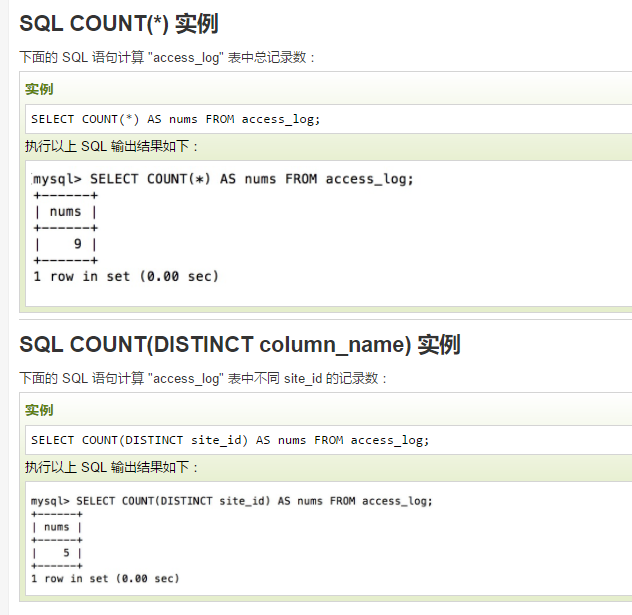 SQL COUNT(*) 实例
下面的 SQL 语句计算 "access_log" 表中总记录数：
实例
SELECT COUNT(*) AS nums FROM access_log;
执行以上 SQL 输出结果如下：
mysql> SELECT COUNT(*) AS nums FROM access_log;
+------+
| nums |
+------+
|    9 |
+------+
1 row in set (0.00 sec)
SQL COUNT(DISTINCT column_name) 实例
下面的 SQL 语句计算 "access_log" 表中不同 site_id 的记录数：
实例
SELECT COUNT(DISTINCT site_id) AS nums FROM access_log;
执行以上 SQL 输出结果如下：
mysql> SELECT COUNT(DISTINCT site_id) AS nums FROM access_log;
+------+
| nums |
+------+
|    5 |
+------+
1 row in set (0.00 sec)